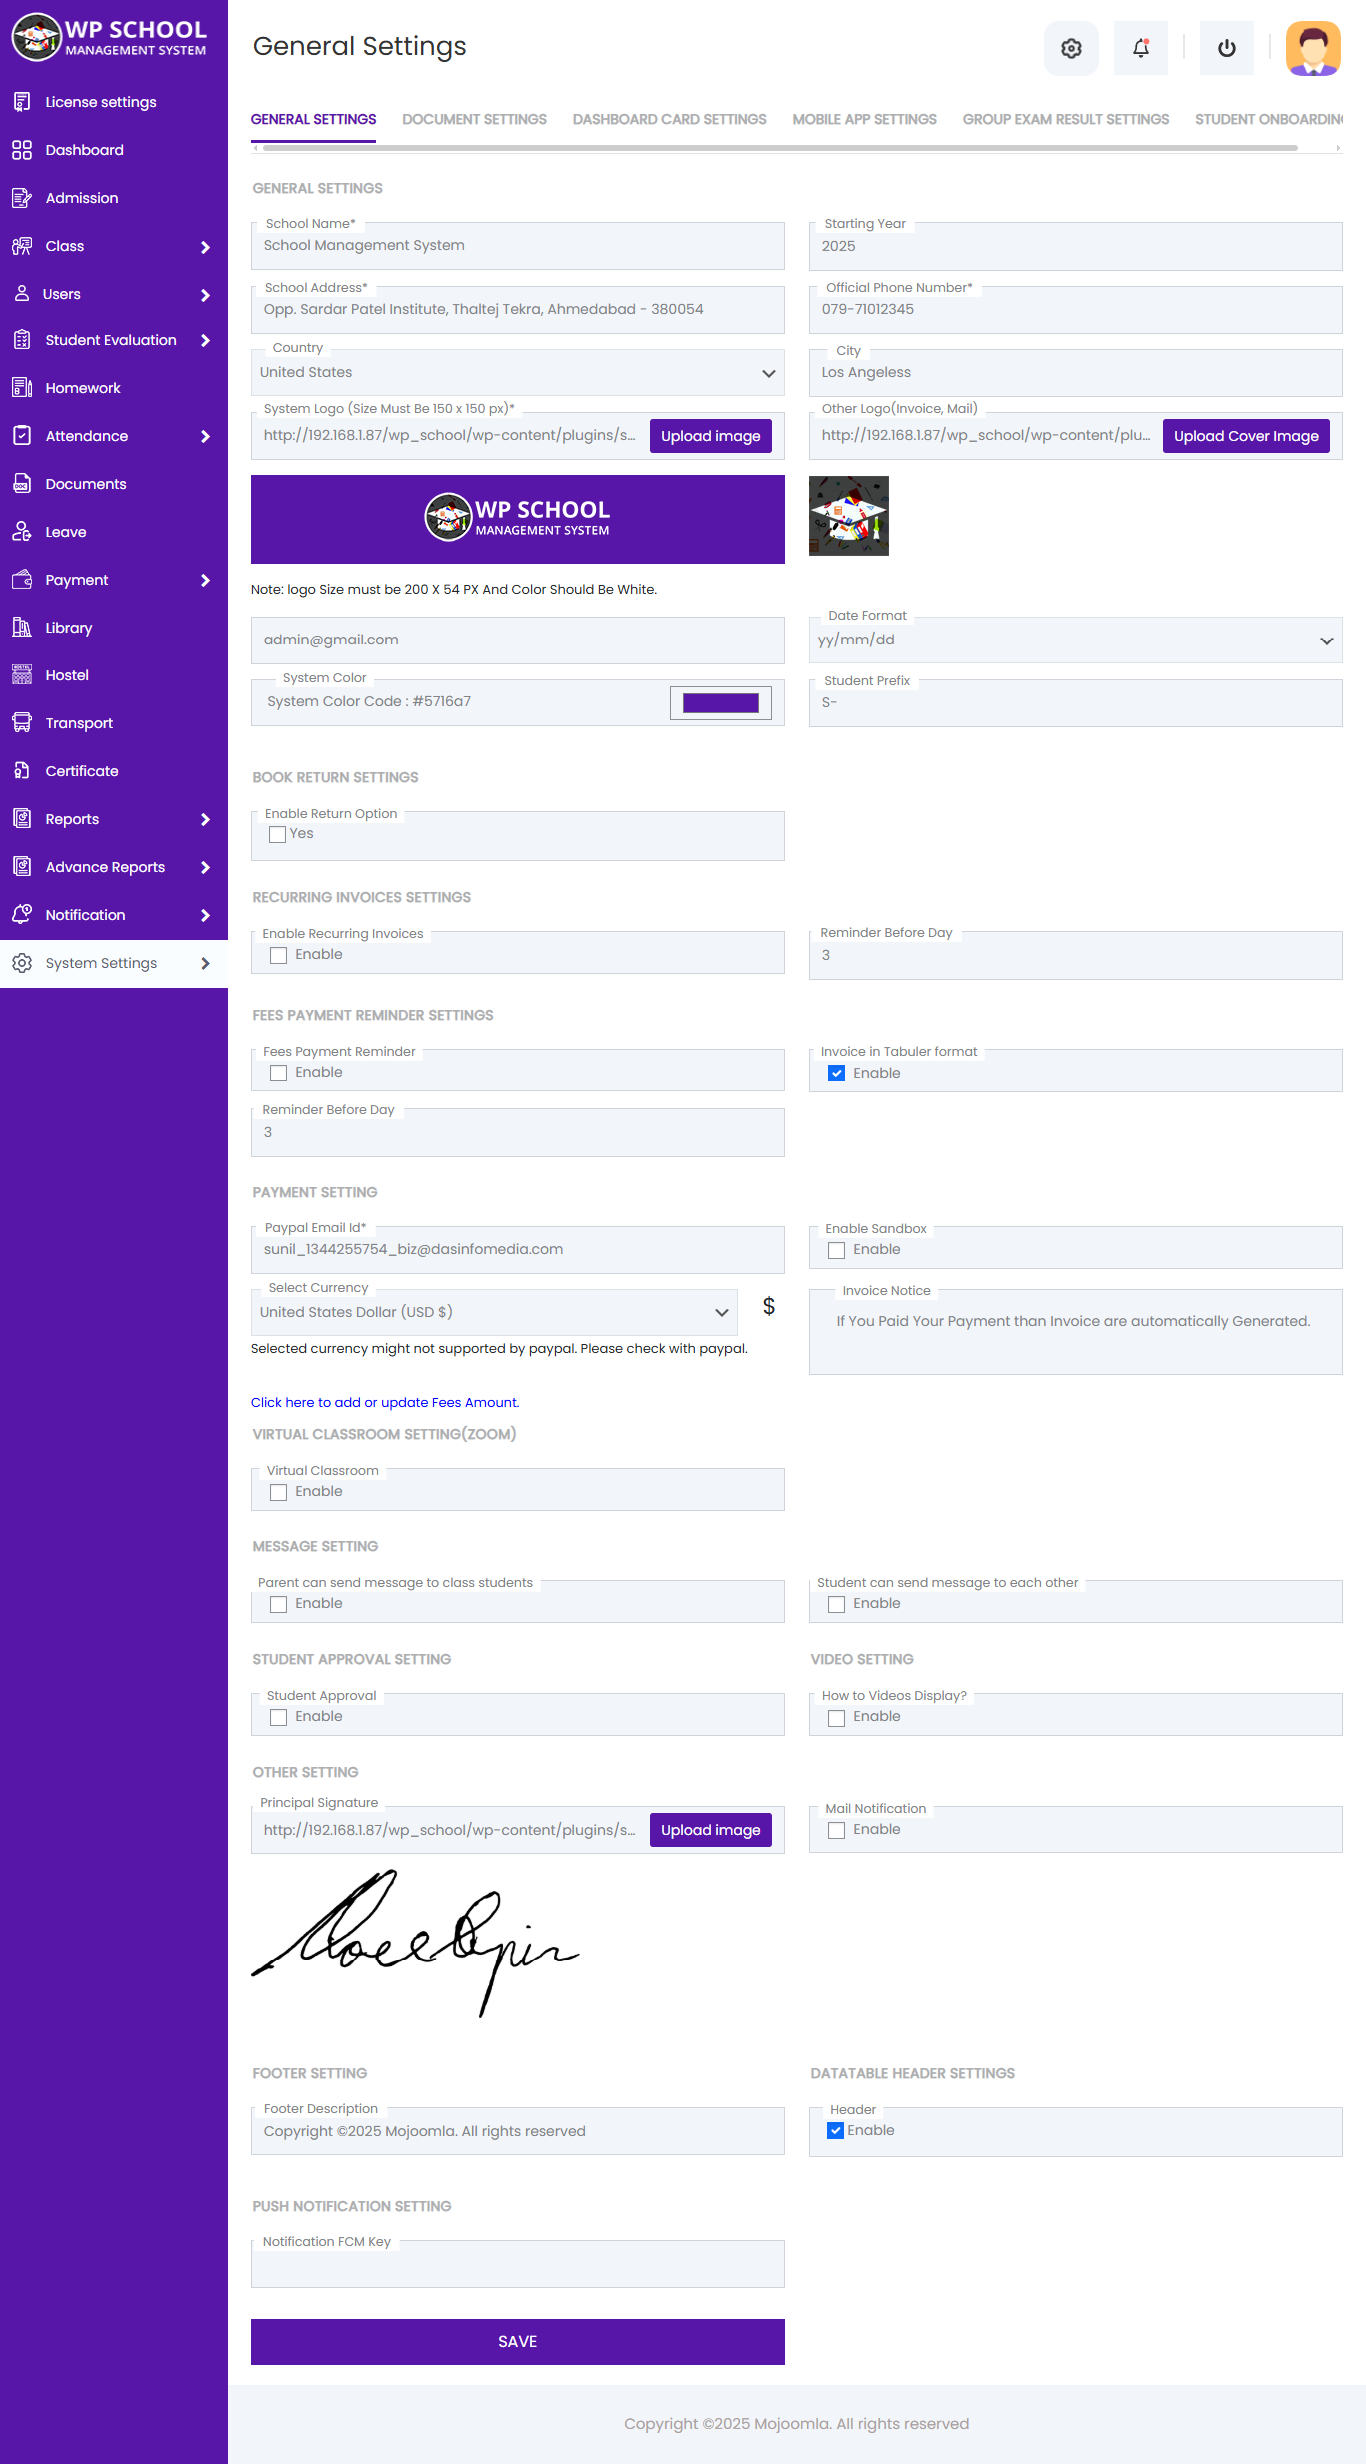 WP SCHOOL
MANAGEMENT SYSTEM
License settings
Dashboard
Admission
Class
Users
Student Evaluation
Homework
Attendance
Documents
Leave
Payment
Library
Hostel
Transport
Certificate
Reports
Advance Reports
Notification
System Settings
General Settings
GENERAL SETTINGS DOCUMENT SETTINGS DASHBOARD CARD SETTINGS MOBILE APP SETTINGS GROUP EXAM RESULT SETTINGS STUDENT ONBOARDING
GENERAL SETTINGS
School Name*
School Management System
Starting Year
2025
School Address*
Opp. Sardar Patel Institute, Thaltej Tekra, Ahmedabad - 380054
Official Phone Number*
079-71012345
Country
United States
City
Los Angeless
System Logo (Size Must Be 150 x 150 px)*
http://192.168.1.87/wp_school/wp-content/plugins/s... Upload image
Other Logo(Invoice, Mail)
http://192.168.1.87/wp_school/wp-content/plu... Upload Cover Image
WP SCHOOL
MANAGEMENT SYSTEM
Note: logo Size must be 200 X 54 PX And Color Should Be White.
admin@gmail.com
Date Format
yy/mm/dd
System Color
System Color Code : #5716a7
Student Prefix
S-
BOOK RETURN SETTINGS
Enable Return Option
Yes
RECURRING INVOICES SETTINGS
Enable Recurring Invoices
Enable
Reminder Before Day
3
FEES PAYMENT REMINDER SETTINGS
Fees Payment Reminder
Enable
Invoice in Tabuler format
Enable
Reminder Before Day
3
PAYMENT SETTING
Paypal Email Id*
sunil_1344255754_biz@dasinfomedia.com
Enable Sandbox
Enable
Select Currency
United States Dollar (USD $) $
Selected currency might not supported by paypal. Please check with paypal.
Invoice Notice
If You Paid Your Payment than Invoice are automatically Generated.
Click here to add or update Fees Amount.
VIRTUAL CLASSROOM SETTING(ZOOM)
Virtual Classroom
Enable
MESSAGE SETTING
Parent can send message to class students
Enable
Student can send message to each other
Enable
STUDENT APPROVAL SETTING
Student Approval
Enable
VIDEO SETTING
How to Videos Display?
Enable
OTHER SETTING
Principal Signature
http://192.168.1.87/wp_school/wp-content/plugins/s... Upload image
Mail Notification
Enable
FOOTER SETTING
Footer Description
Copyright ©2025 Mojoomla. All rights reserved
DATATABLE HEADER SETTINGS
Header
Enable
PUSH NOTIFICATION SETTING
Notification FCM Key
SAVE
Copyright ©2025 Mojoomla. All rights reserved